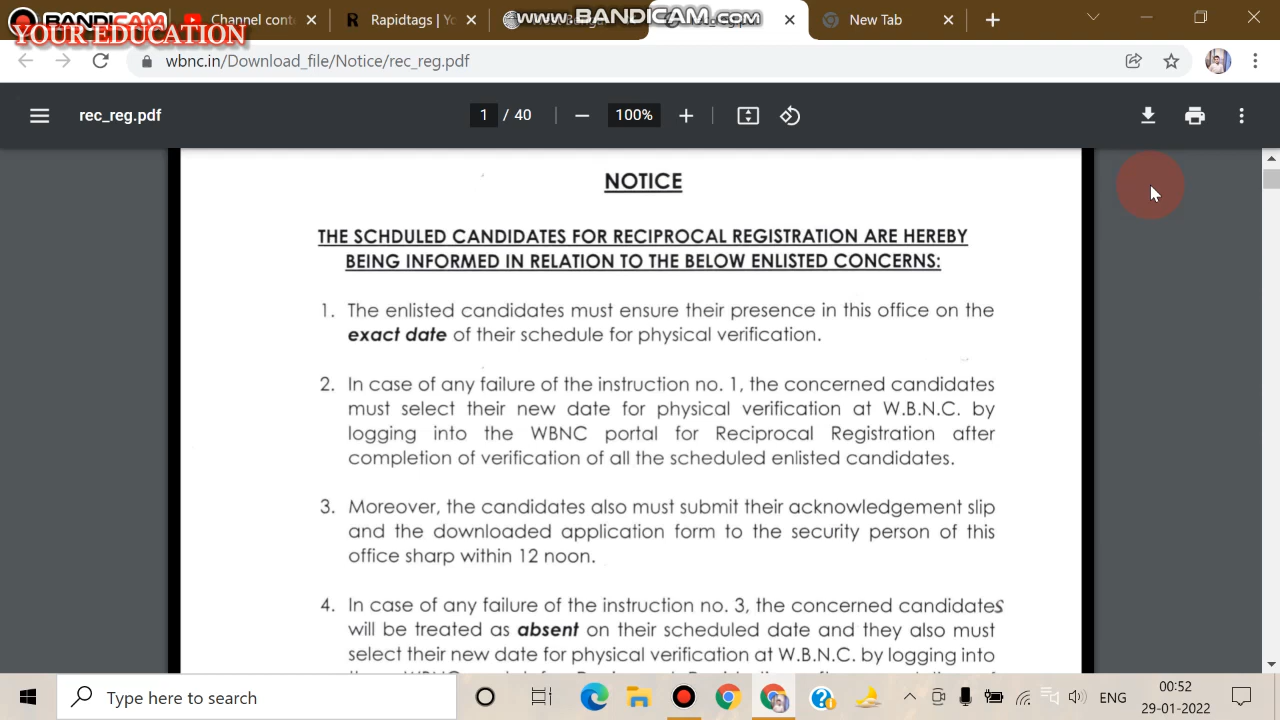 BANDICAM
www.BANDICAM.com
YOUR EDUCATION
Channel cont
Rapidtags | Yo
New Tab
wbnc.in/Download_file/Notice/rec_reg.pdf
rec_reg.pdf
1 / 40
100%
NOTICE
THE SCHDULED CANDIDATES FOR RECIPROCAL REGISTRATION ARE HEREBY
BEING INFORMED IN RELATION TO THE BELOW ENLISTED CONCERNS:
1. The enlisted candidates must ensure their presence in this office on the
exact date of their schedule for physical verification.
2. In case of any failure of the instruction no. 1, the concerned candidates
must select their new date for physical verification at W.B.N.C. by
logging into the WBNC portal for Reciprocal Registration after
completion of verification of all the scheduled enlisted candidates.
3. Moreover, the candidates also must submit their acknowledgement slip
and the downloaded application form to the security person of this
office sharp within 12 noon.
4. In case of any failure of the instruction no. 3, the concerned candidates
will be treated as absent on their scheduled date and they also must
select their new date for physical verification at W.B.N.C. by logging into
Type here to search
ENG
00:52
29-01-2022